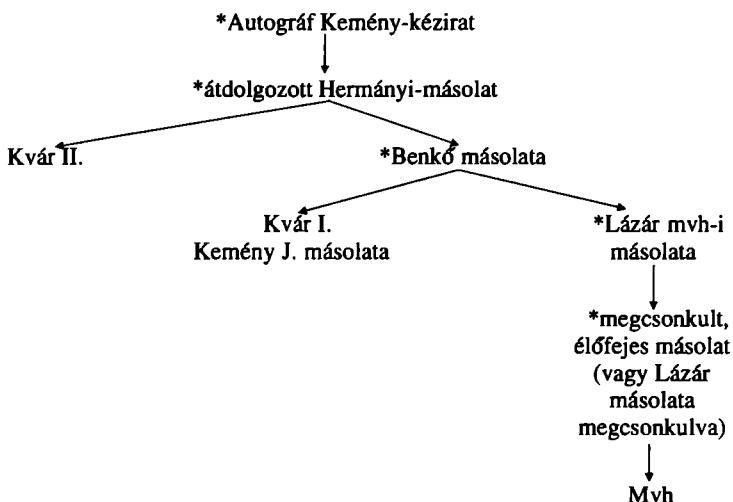 *Autográf Kemény-kézirat
*átdolgozott Hermányi-másolat
Kvár II.
*Benkő másolata
Kvár I.
Kemény J. másolata
*Lázár mvh-i
másolata
*megcsonkult,
élőfejes másolat
(vagy Lázár
másolata
megcsonkulva)
Mvh